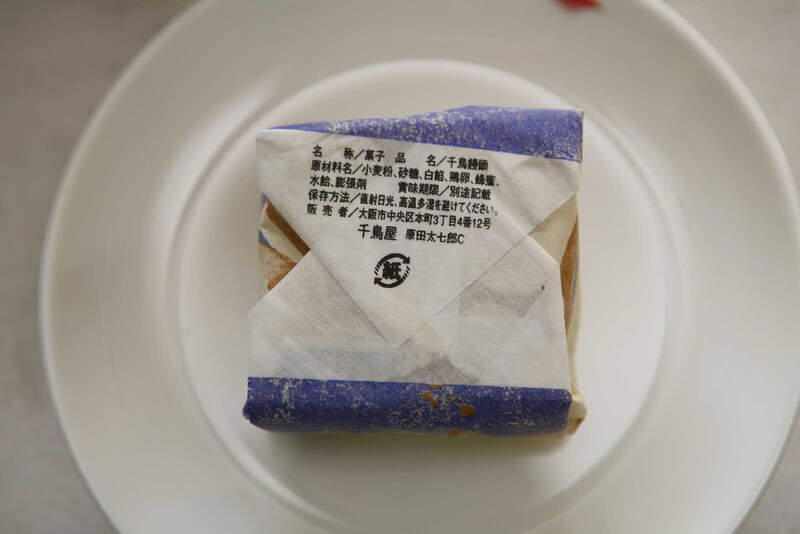 名　称／菓子 品　名／千鳥饅頭
原材料名／小麦粉、砂糖、白餡、鶏卵、蜂蜜、
水飴、膨張剤　賞味期限／別途記載
保存方法／直射日光、高温多湿を避けてください。
販 売 者／大阪市中央区本町3丁目4番12号
千鳥屋 原田太七郎C
紙